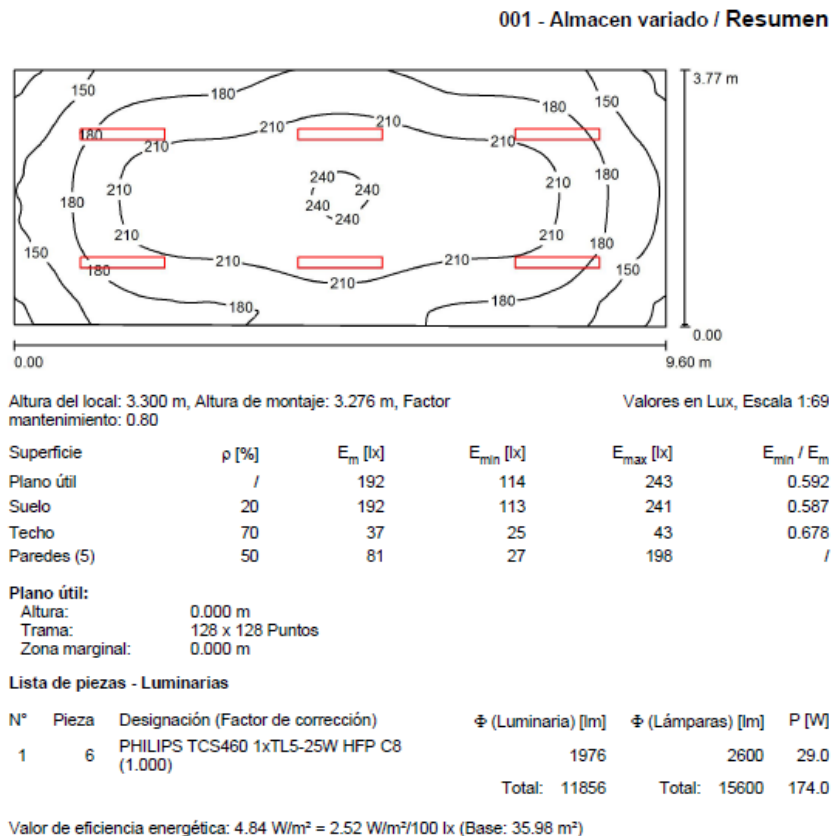 001 - Almacen variado / Resumen
3.77 m
150
180
180
150
180
210
210
210
210
240
210
180
210
240
240
180
240
210
180
150
210
210
180
150
180
210
180
180
0.00
0.00
9.60 m
Altura del local: 3.300 m, Altura de montaje: 3.276 m, Factor mantenimiento: 0.80
Valores en Lux, Escala 1:69
Superficie ρ [%] Em [lx] Emin [lx] Emax [lx] Emin / Em
Plano útil / 192 114 243 0.592
Suelo 20 192 113 241 0.587
Techo 70 37 25 43 0.678
Paredes (5) 50 81 27 198 /
Plano útil:
Altura: 0.000 m
Trama: 128 x 128 Puntos
Zona marginal: 0.000 m
Lista de piezas - Luminarias
N° Pieza Designación (Factor de corrección) Φ (Luminaria) [lm] Φ (Lámparas) [lm] P [W]
1 6 PHILIPS TCS460 1xTL5-25W HFP C8 (1.000) 1976 2600 29.0
Total: 11856 Total: 15600 174.0
Valor de eficiencia energética: 4.84 W/m² = 2.52 W/m²/100 lx (Base: 35.98 m²)